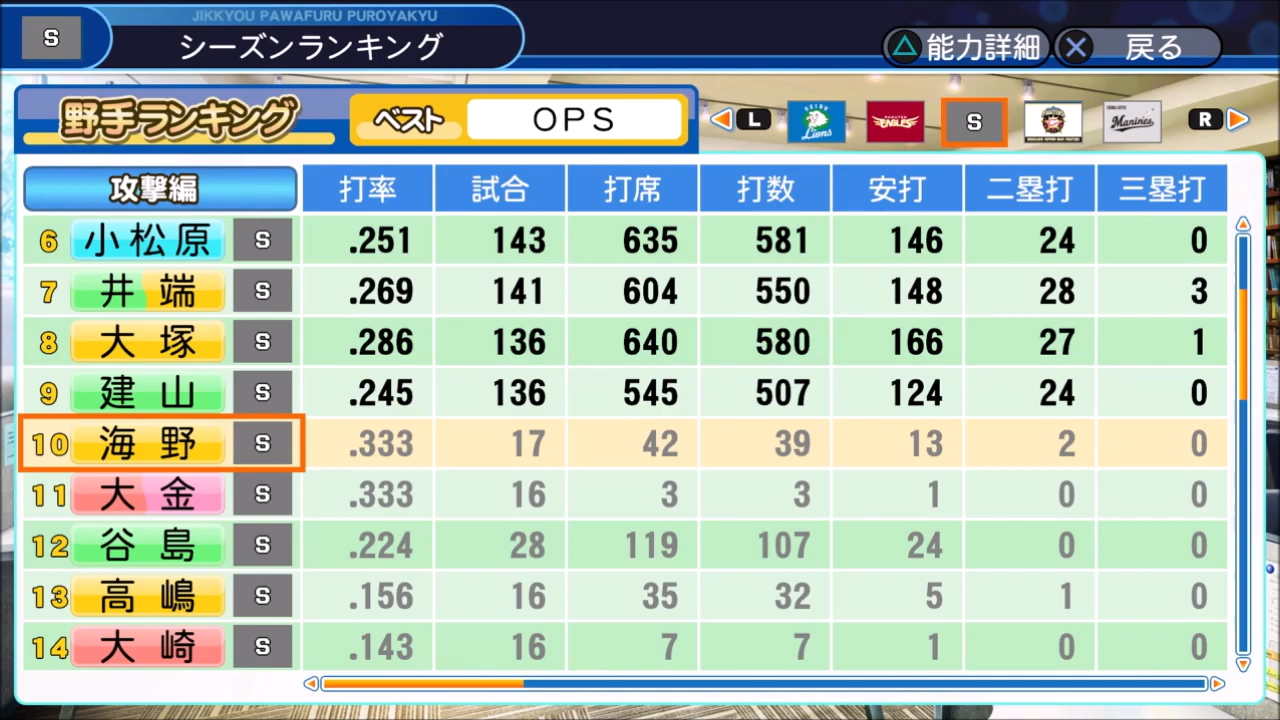 JIKKYOU PAWAFURU PUROYAKYU
S シーズンランキング △能力詳細 ×戻る
野手ランキング ベスト OPS L Lions EAGLES S Marines R
攻撃編 打率 試合 打席 打数 安打 二塁打 三塁打
6 小松原 S .251 143 635 581 146 24 0
7 井端 S .269 141 604 550 148 28 3
8 大塚 S .286 136 640 580 166 27 1
9 建山 S .245 136 545 507 124 24 0
10 海野 S .333 17 42 39 13 2 0
11 大金 S .333 16 3 3 1 0 0
12 谷島 S .224 28 119 107 24 0 0
13 高嶋 S .156 16 35 32 5 1 0
14 大崎 S .143 16 7 7 1 0 0